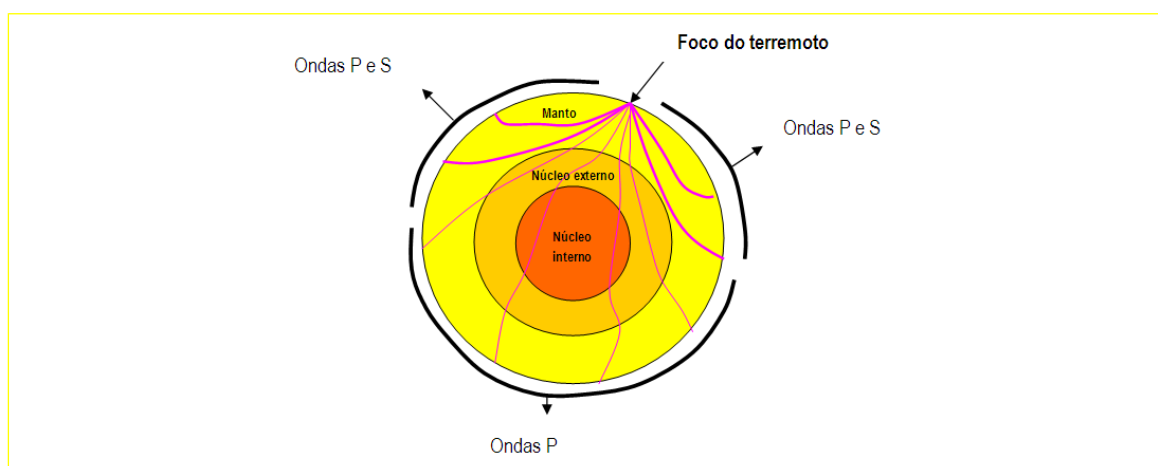 Foco do terremoto
Ondas P e S
Manto
Ondas P e S
Núcleo externo
Núcleo
interno
Ondas P